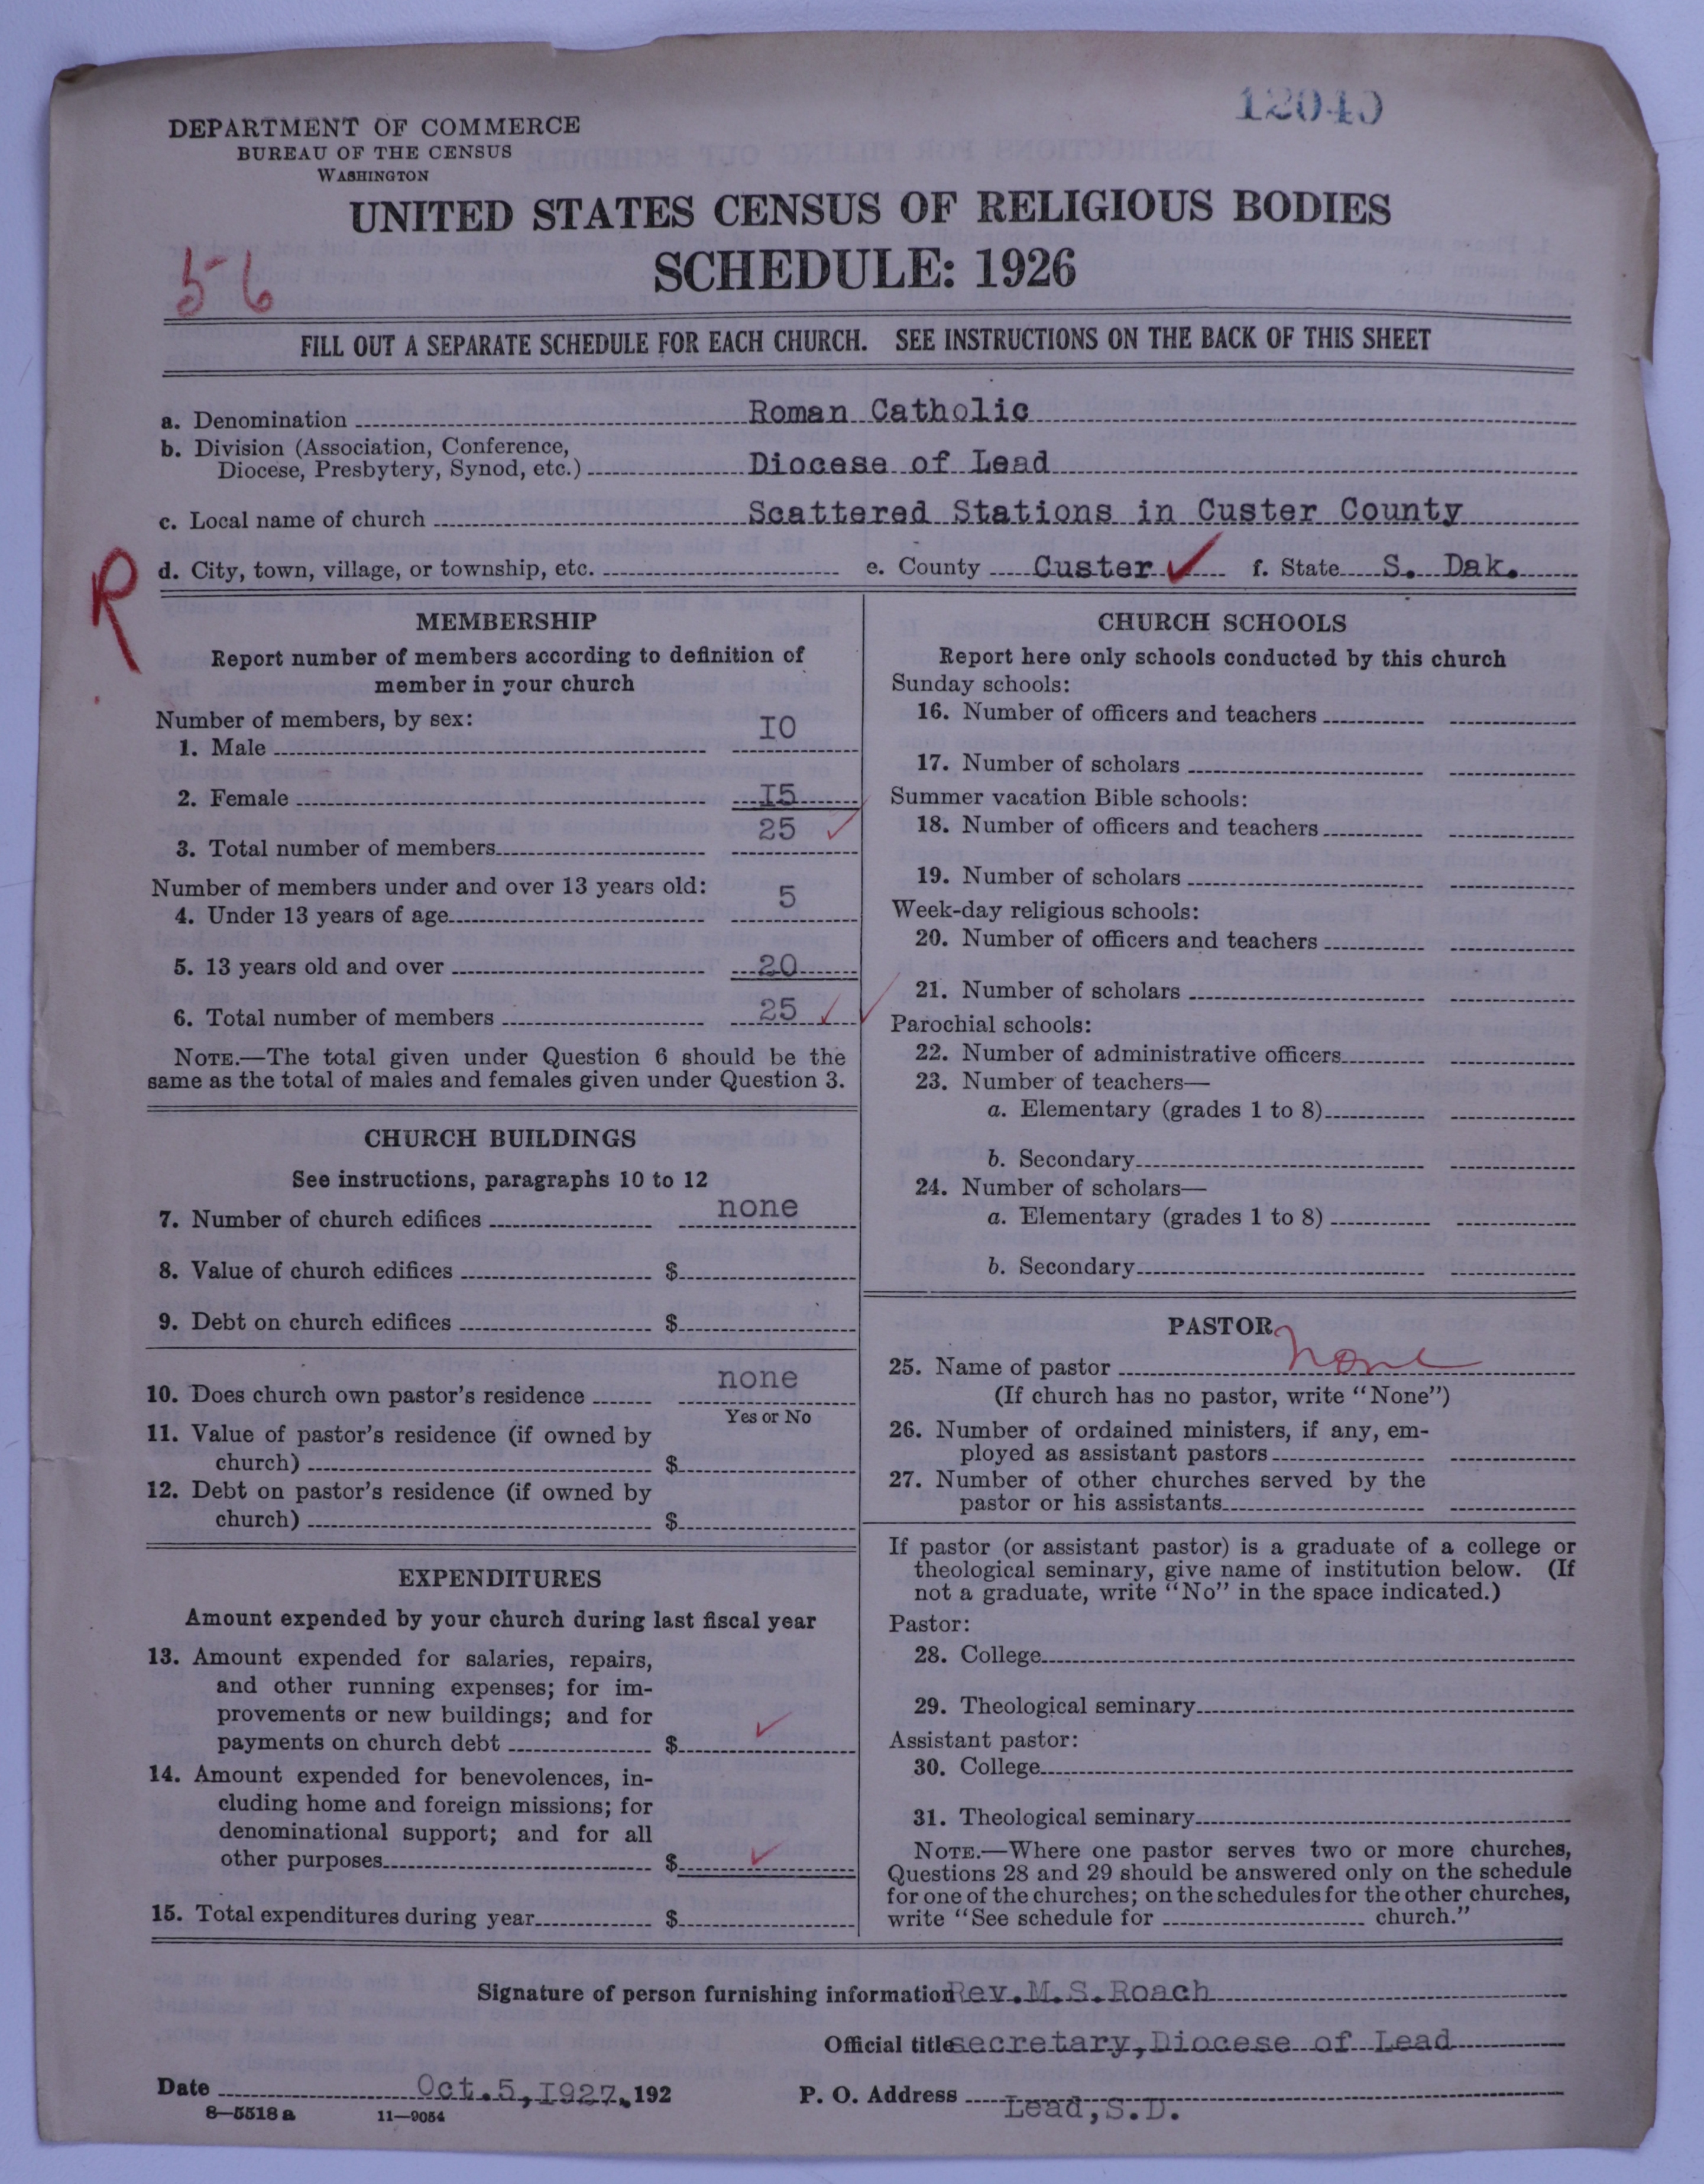 12040
DEPARTMENT OF COMMERCE
BUREAU OF THE CENSUS
WASHINGTON
UNITED STATES CENSUS OF RELIGIOUS BODIES
SCHEDULE: 1926
56
FILL OUT A SEPARATE SCHEDULE FOR EACH CHURCH. SEE INSTRUCTIONS ON THE BACK OF THIS SHEET
a. Denomination Roman Catholic
b. Division (Association, Conference,
Diocese, Presbytery, Synod, etc.) Diocese of Lead
c. Local name of church Scattered Stations in Custer County
R
d. City, town, village, or township, etc. e. County Custer ✓ f. State S. Dak.
MEMBERSHIP
Report number of members according to definition of
member in your church
Number of members, by sex:
1. Male I0
2. Female I5
3. Total number of members 25 ✓
Number of members under and over 13 years old:
4. Under 13 years of age 5
5. 13 years old and over 20
6. Total number of members 25 ✓ ✓
NOTE.—The total given under Question 6 should be the
same as the total of males and females given under Question 3.
CHURCH BUILDINGS
See instructions, paragraphs 10 to 12
7. Number of church edifices none
8. Value of church edifices $
9. Debt on church edifices $
10. Does church own pastor's residence none
Yes or No
11. Value of pastor's residence (if owned by
church) $
12. Debt on pastor's residence (if owned by
church) $
EXPENDITURES
Amount expended by your church during last fiscal year
13. Amount expended for salaries, repairs,
and other running expenses; for im-
provements or new buildings; and for
payments on church debt $ ✓
14. Amount expended for benevolences, in-
cluding home and foreign missions; for
denominational support; and for all
other purposes $ ✓
15. Total expenditures during year $
CHURCH SCHOOLS
Report here only schools conducted by this church
Sunday schools:
16. Number of officers and teachers
17. Number of scholars
Summer vacation Bible schools:
18. Number of officers and teachers
19. Number of scholars
Week-day religious schools:
20. Number of officers and teachers
21. Number of scholars
Parochial schools:
22. Number of administrative officers
23. Number of teachers—
a. Elementary (grades 1 to 8)
b. Secondary
24. Number of scholars—
a. Elementary (grades 1 to 8)
b. Secondary
PASTOR
25. Name of pastor None
(If church has no pastor, write "None")
26. Number of ordained ministers, if any, em-
ployed as assistant pastors
27. Number of other churches served by the
pastor or his assistants
If pastor (or assistant pastor) is a graduate of a college or
theological seminary, give name of institution below. (If
not a graduate, write "No" in the space indicated.)
Pastor:
28. College
29. Theological seminary
Assistant pastor:
30. College
31. Theological seminary
NOTE.—Where one pastor serves two or more churches,
Questions 28 and 29 should be answered only on the schedule
for one of the churches; on the schedules for the other churches,
write "See schedule for church."
Signature of person furnishing information Rev.M.S.Roach
Official title secretary,Diocese of Lead
Date Oct.5,I927.192 P. O. Address Lead,S.D.
8—5518 a 11—9054